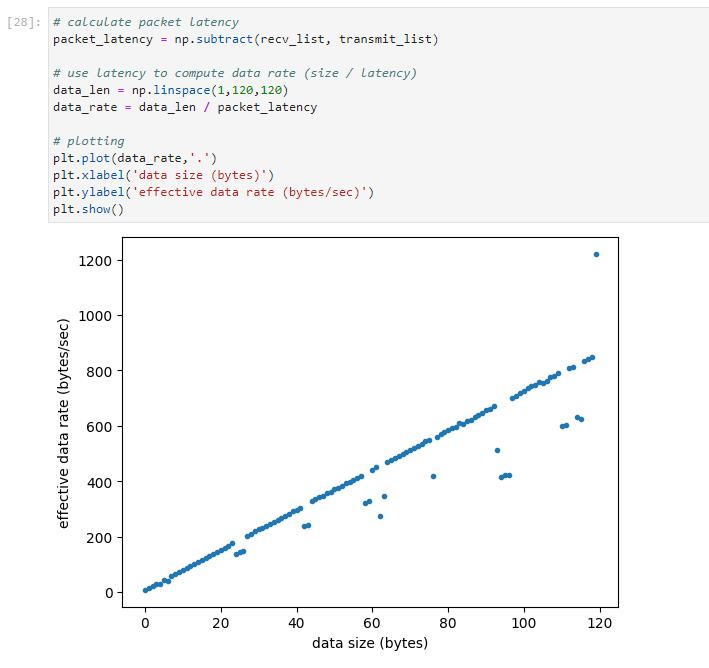 [28]:
# calculate packet latency
packet_latency = np.subtract(recv_list, transmit_list)
# use latency to compute data rate (size / latency)
data_len = np.linspace(1,120,120)
data_rate = data_len / packet_latency
# plotting
plt.plot(data_rate,'.')
plt.xlabel('data size (bytes)')
plt.ylabel('effective data rate (bytes/sec)')
plt.show()
1200
1000
800
600
400
200
0
effective data rate (bytes/sec)
0 20 40 60 80 100 120
data size (bytes)